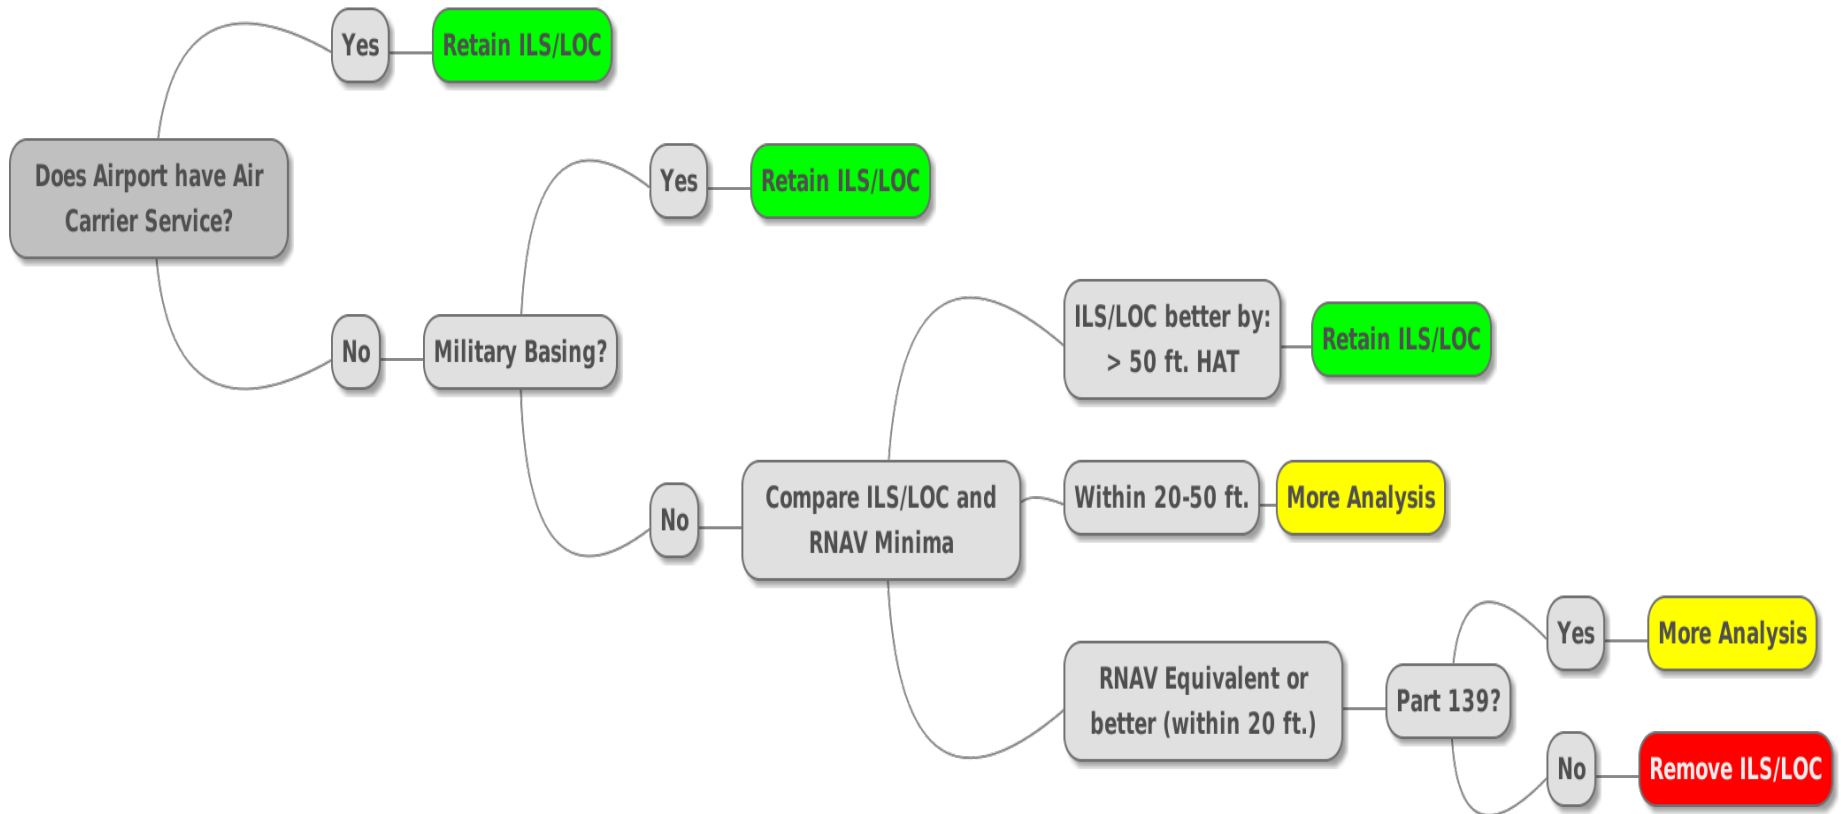 Yes
Retain ILS/LOC
Does Airport have Air
Carrier Service?
Yes
Retain ILS/LOC
No
Military Basing?
ILS/LOC better by:
> 50 ft. HAT
Retain ILS/LOC
No
Compare ILS/LOC and
RNAV Minima
Within 20-50 ft.
More Analysis
RNAV Equivalent or
better (within 20 ft.)
Part 139?
Yes
More Analysis
No
Remove ILS/LOC